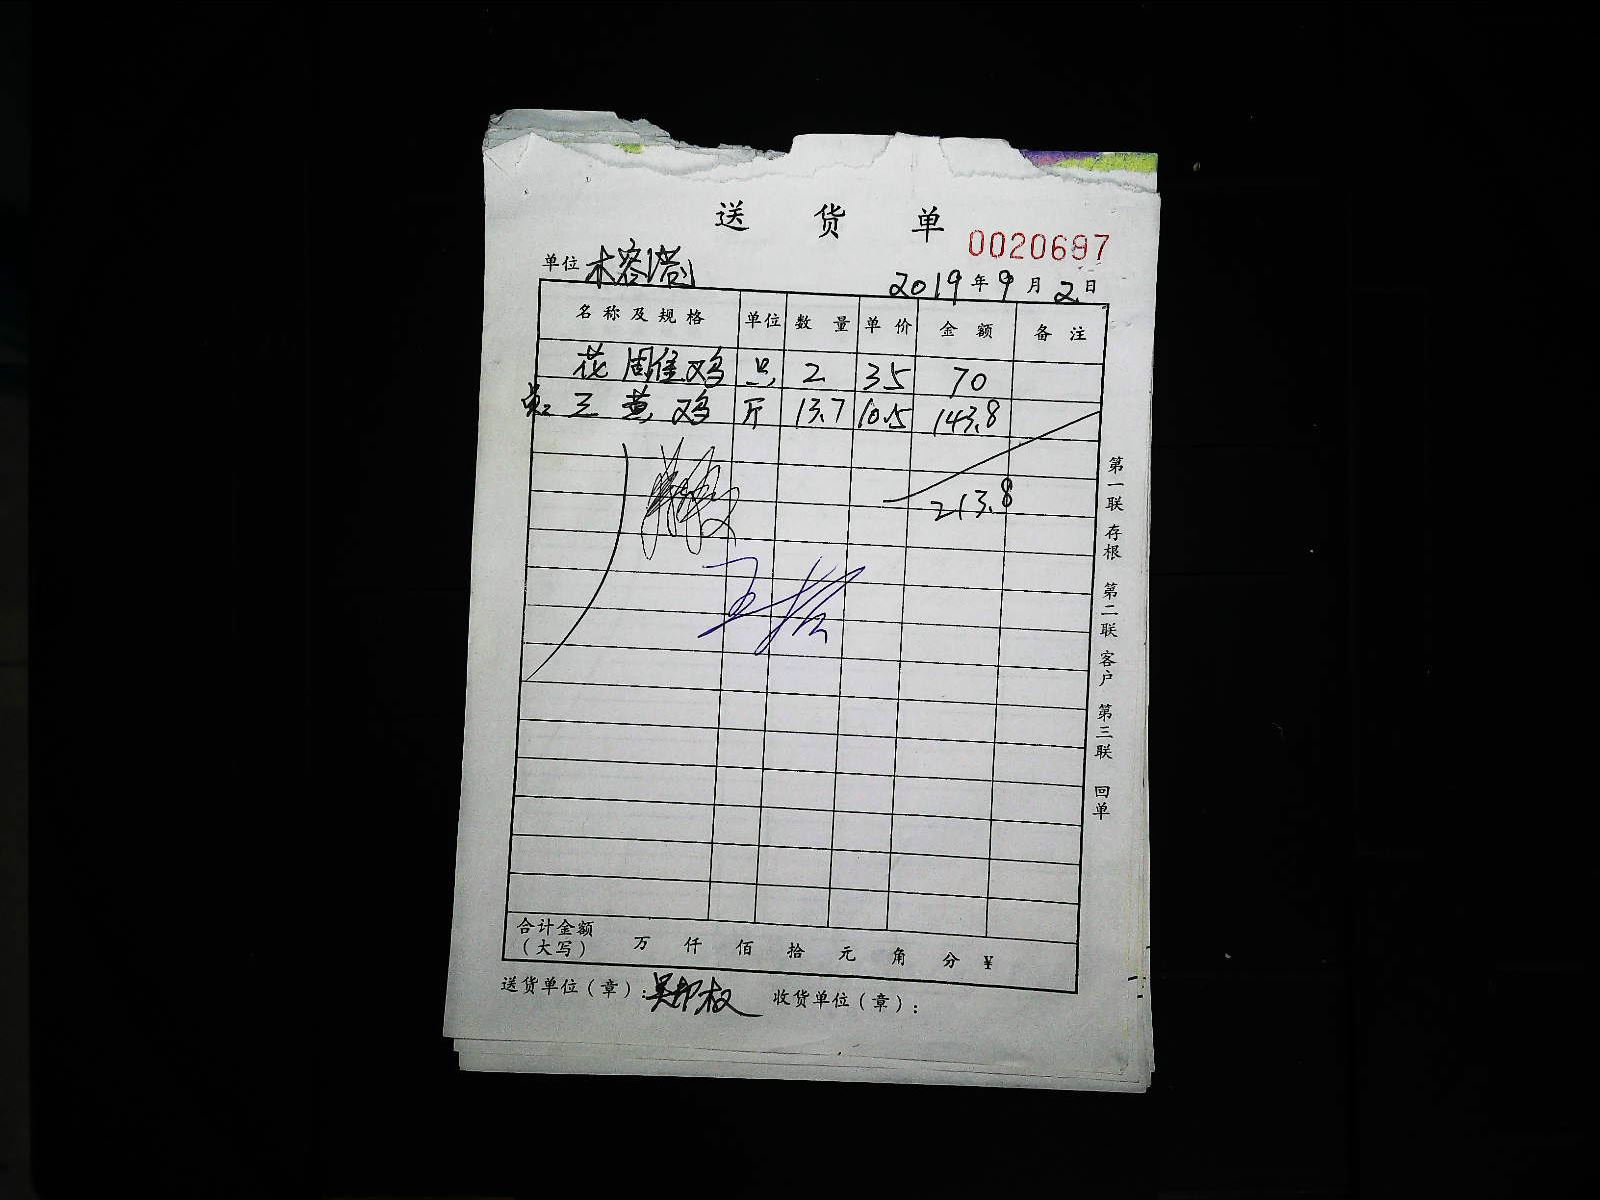 送 货 单
0020697
单位
2019年9月2日
名称及规格 单位 数量 单价 金额 备注
花 鸡 只 2 35 70
三黄鸡 斤 13.7 10.5 143.8
213.8
第一联 存根 第二联 客户 第三联 回单
合计金额（大写） 万 仟 佰 拾 元 角 分 ¥
送货单位（章）： 收货单位（章）：